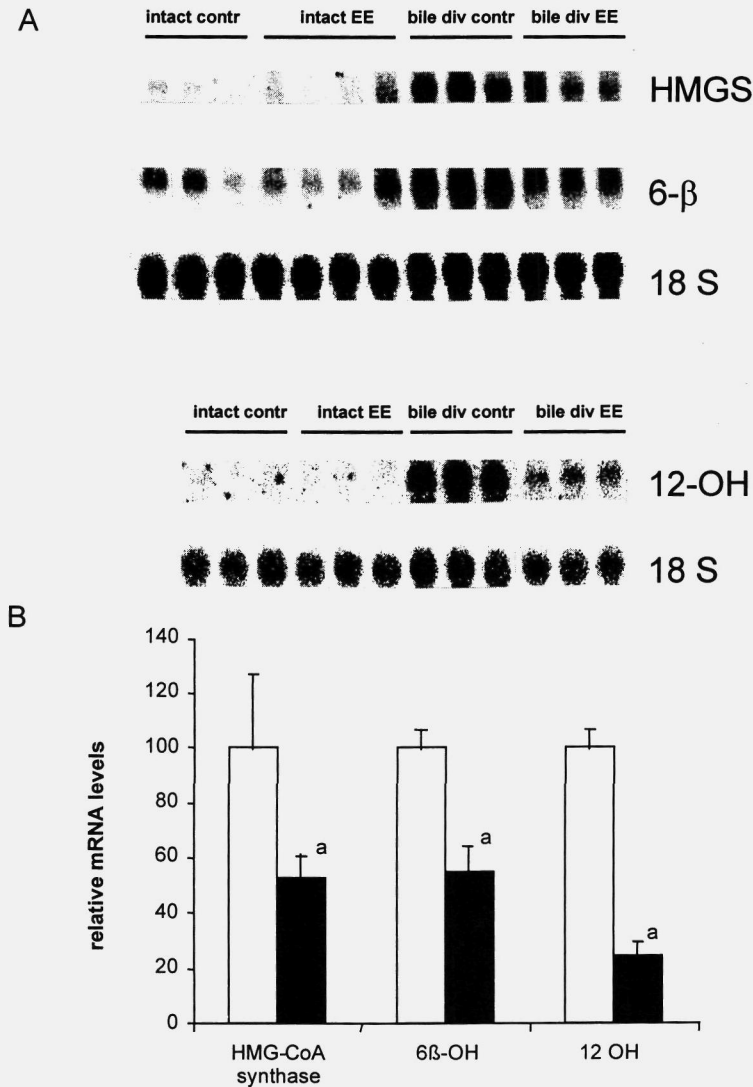 A
intact contr intact EE bile div contr bile div EE
HMGS
6-β
18 S
intact contr intact EE bile div contr bile div EE
12-OH
18 S
B
140
120
100
80
60
40
20
0
relative mRNA levels
a
a
a
HMG-CoA synthase
6ß-OH
12 OH